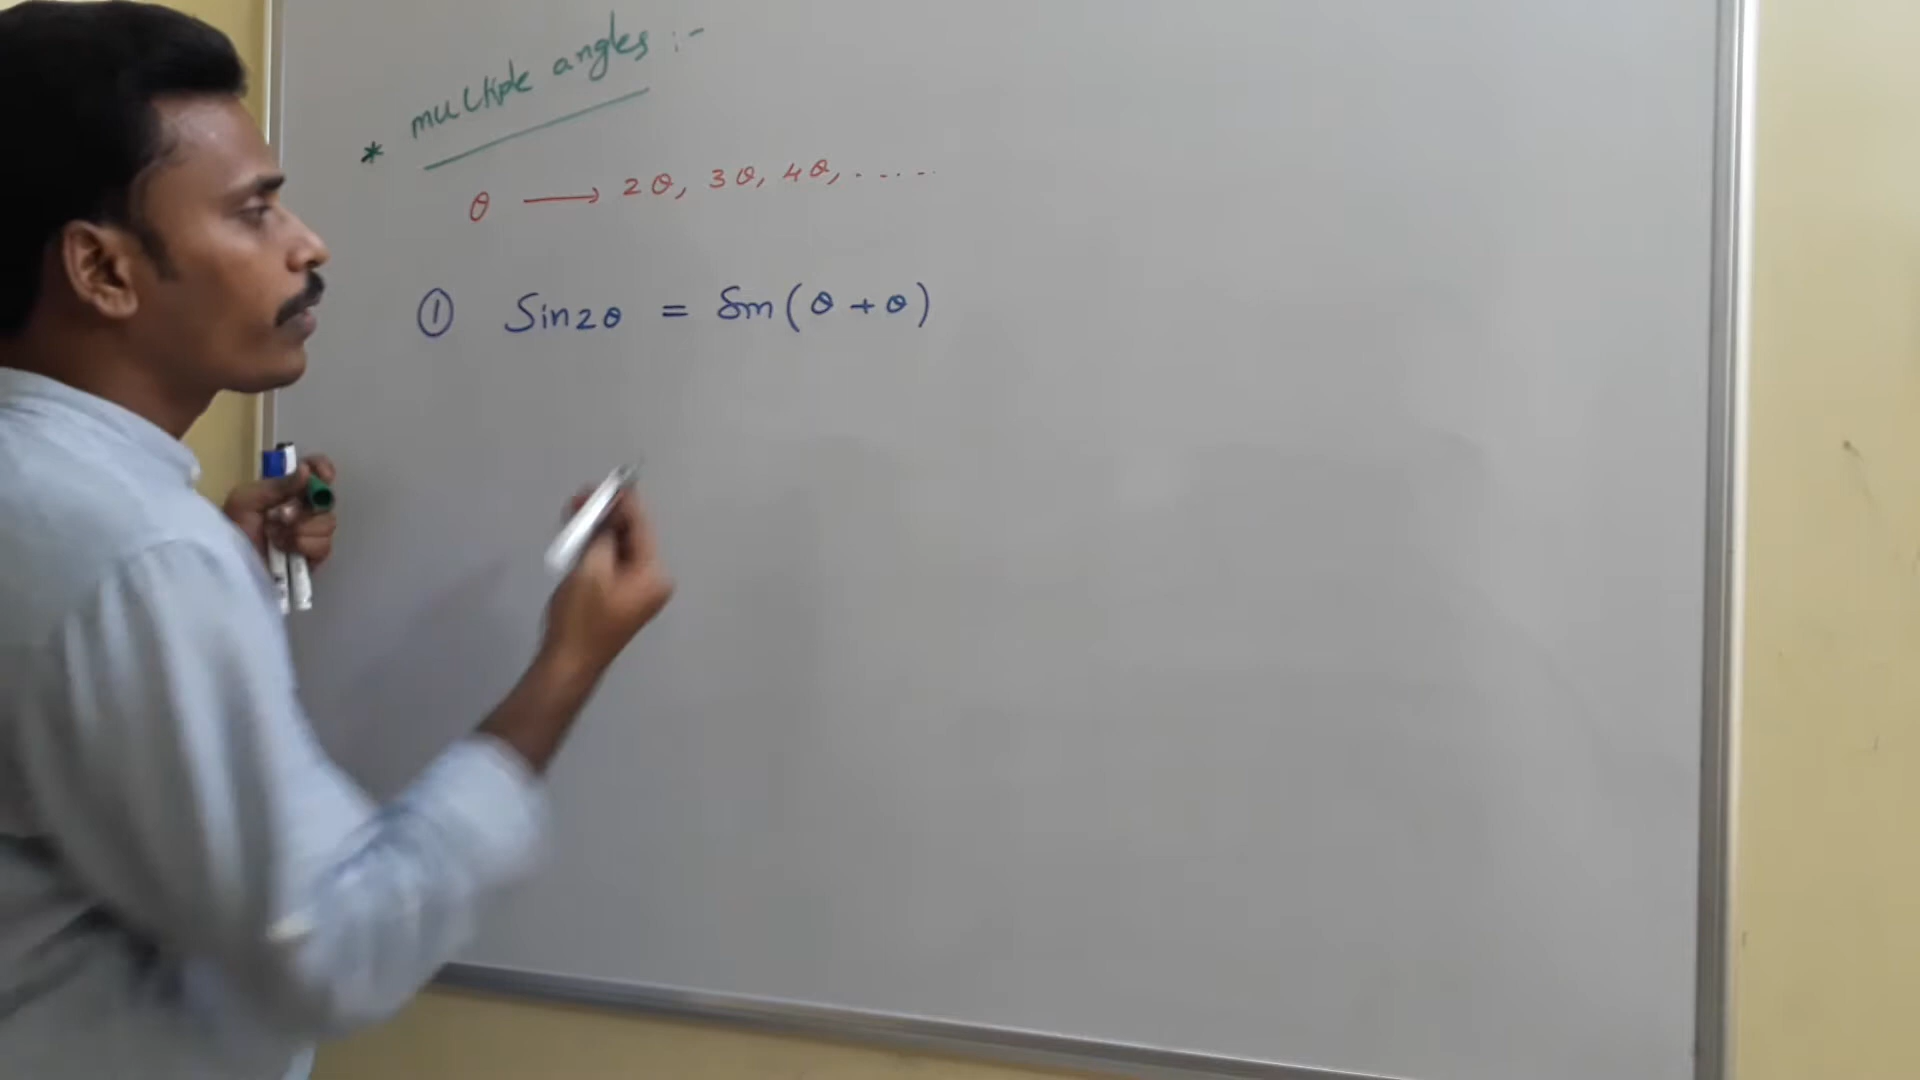 * multiple angles :-
θ ⟶ 2θ, 3θ, 4θ, .....
① Sin2θ = Sin(θ + θ)